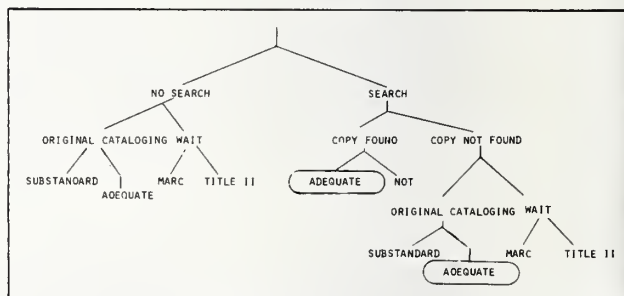 NO SEARCH SEARCH
ORIGINAL CATALOGING WAIT COPY FOUNO COPY NOT FOUND
SUBSTANOARD MARC TITLE II ADEQUATE NOT
AOEQUATE
ORIGINAL CATALOGING WAIT
SUBSTANDARD MARC TITLE II
AOEQUATE